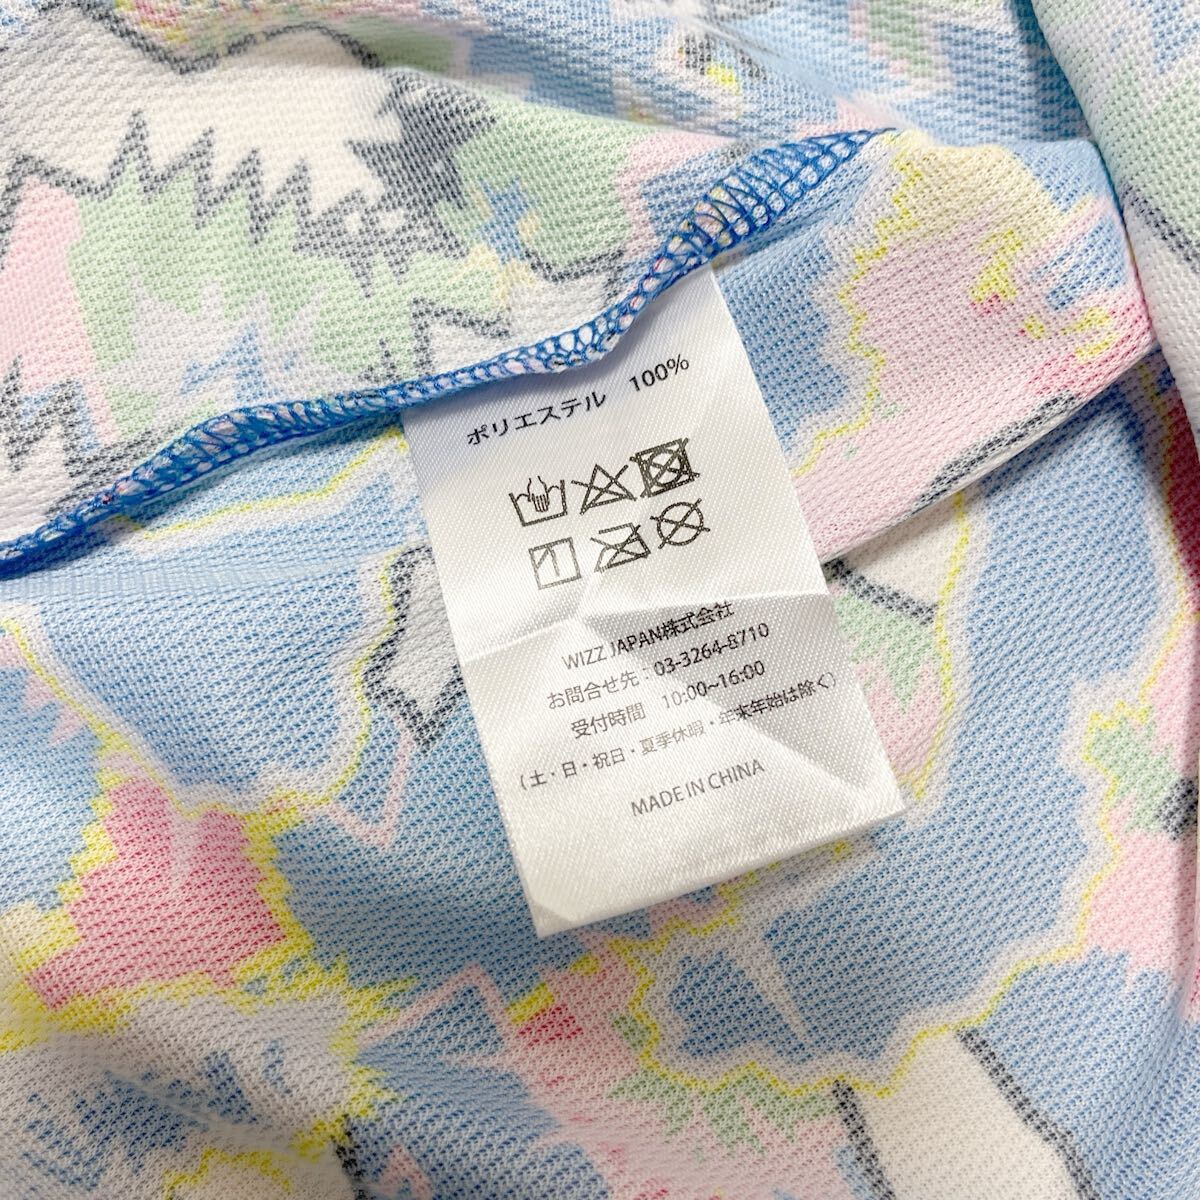 ポリエステル 100%
WIZZ JAPAN株式会社
お問合せ先：03-3264-8710
受付時間 10:00~16:00
（土・日・祝日・夏季休暇・年末年始は除く）
MADE IN CHINA